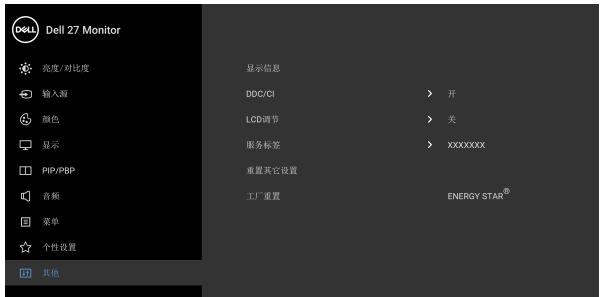 DELL Dell 27 Monitor
亮度/对比度
输入源
颜色
显示
PIP/PBP
音频
菜单
个性设置
其他
显示信息
DDC/CI 开
LCD调节 关
服务标签 XXXXXXX
重置其它设置
工厂重置 ENERGY STAR®